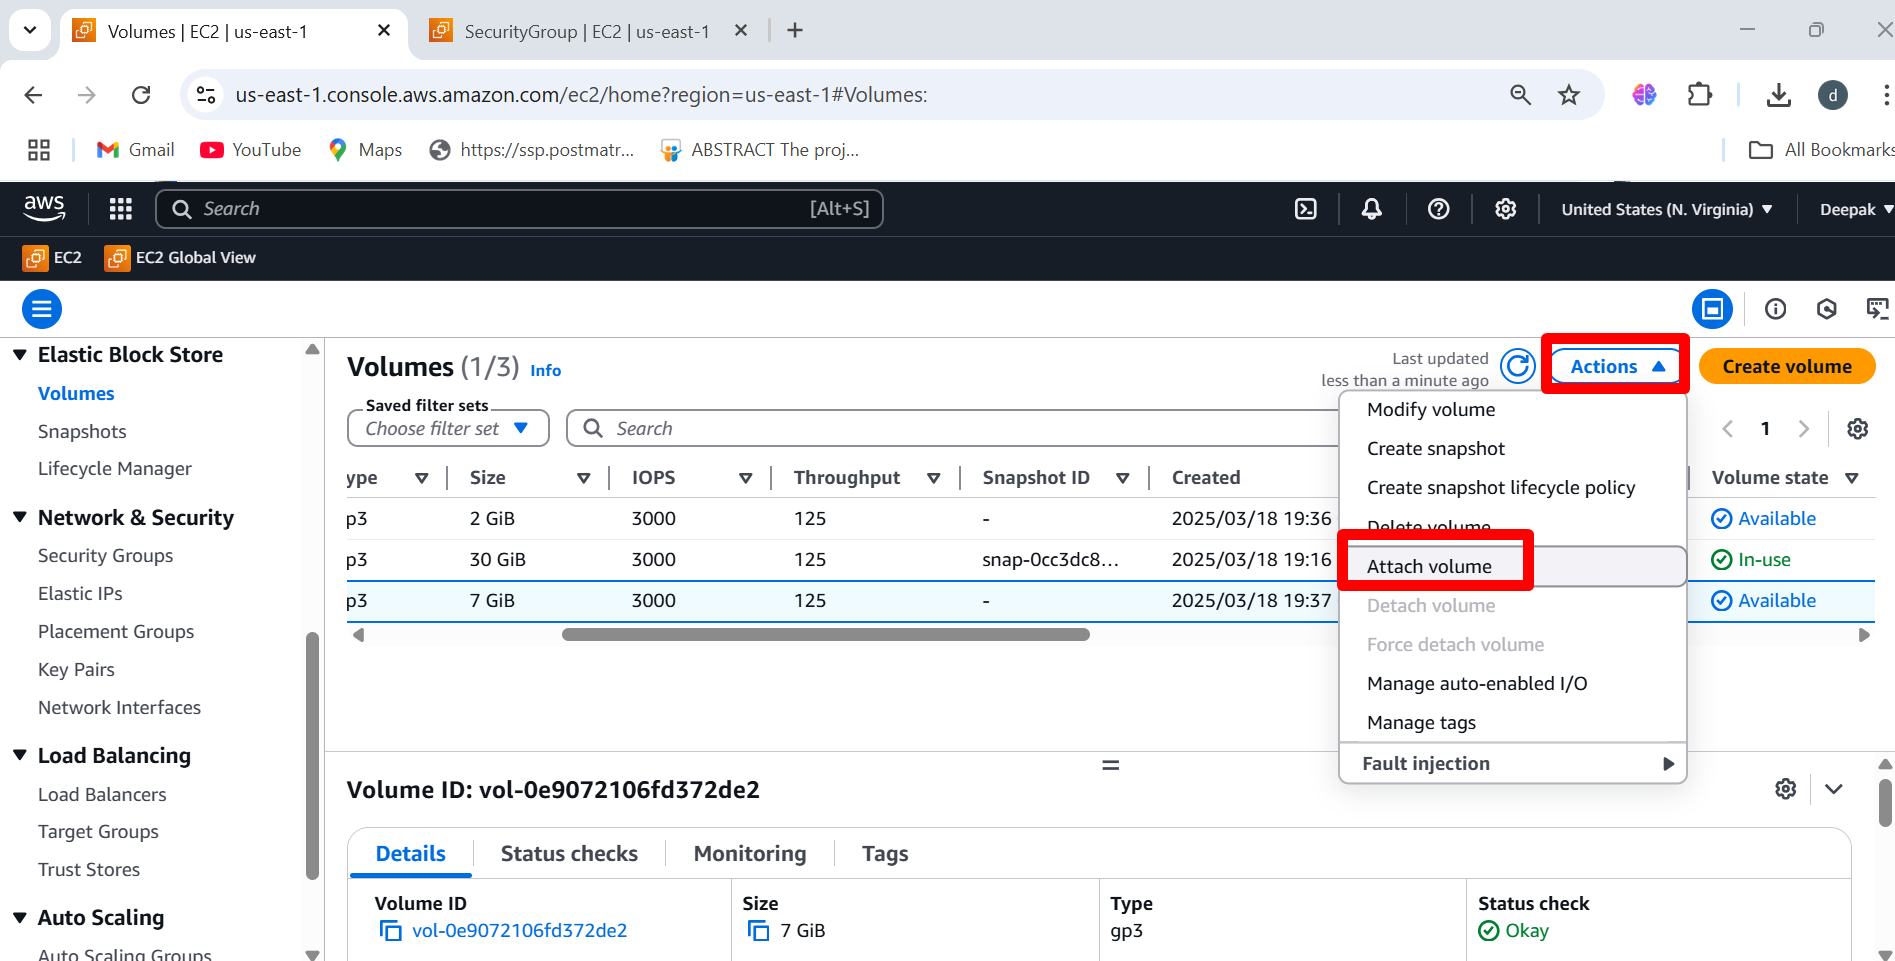 Volumes | EC2 | us-east-1
SecurityGroup | EC2 | us-east-1
us-east-1.console.aws.amazon.com/ec2/home?region=us-east-1#Volumes:
d
Gmail
YouTube
Maps
https://ssp.postmatr...
ABSTRACT The proj...
All Bookmarks
aws
Search
[Alt+S]
United States (N. Virginia)
Deepak
EC2
EC2 Global View
Elastic Block Store
Volumes
Snapshots
Lifecycle Manager
Network & Security
Security Groups
Elastic IPs
Placement Groups
Key Pairs
Network Interfaces
Load Balancing
Load Balancers
Target Groups
Trust Stores
Auto Scaling
Auto Scaling Groups
Volumes (1/3) Info
Last updated
less than a minute ago
Actions
Create volume
Saved filter sets
Choose filter set
Search
1
ype Size IOPS Throughput Snapshot ID Created Volume state
p3 2 GiB 3000 125 - 2025/03/18 19:36 Available
p3 30 GiB 3000 125 snap-0cc3dc8... 2025/03/18 19:16 In-use
p3 7 GiB 3000 125 - 2025/03/18 19:37 Available
Modify volume
Create snapshot
Create snapshot lifecycle policy
Delete volume
Attach volume
Detach volume
Force detach volume
Manage auto-enabled I/O
Manage tags
Fault injection
Volume ID: vol-0e9072106fd372de2
Details Status checks Monitoring Tags
Volume ID
vol-0e9072106fd372de2
Size
7 GiB
Type
gp3
Status check
Okay